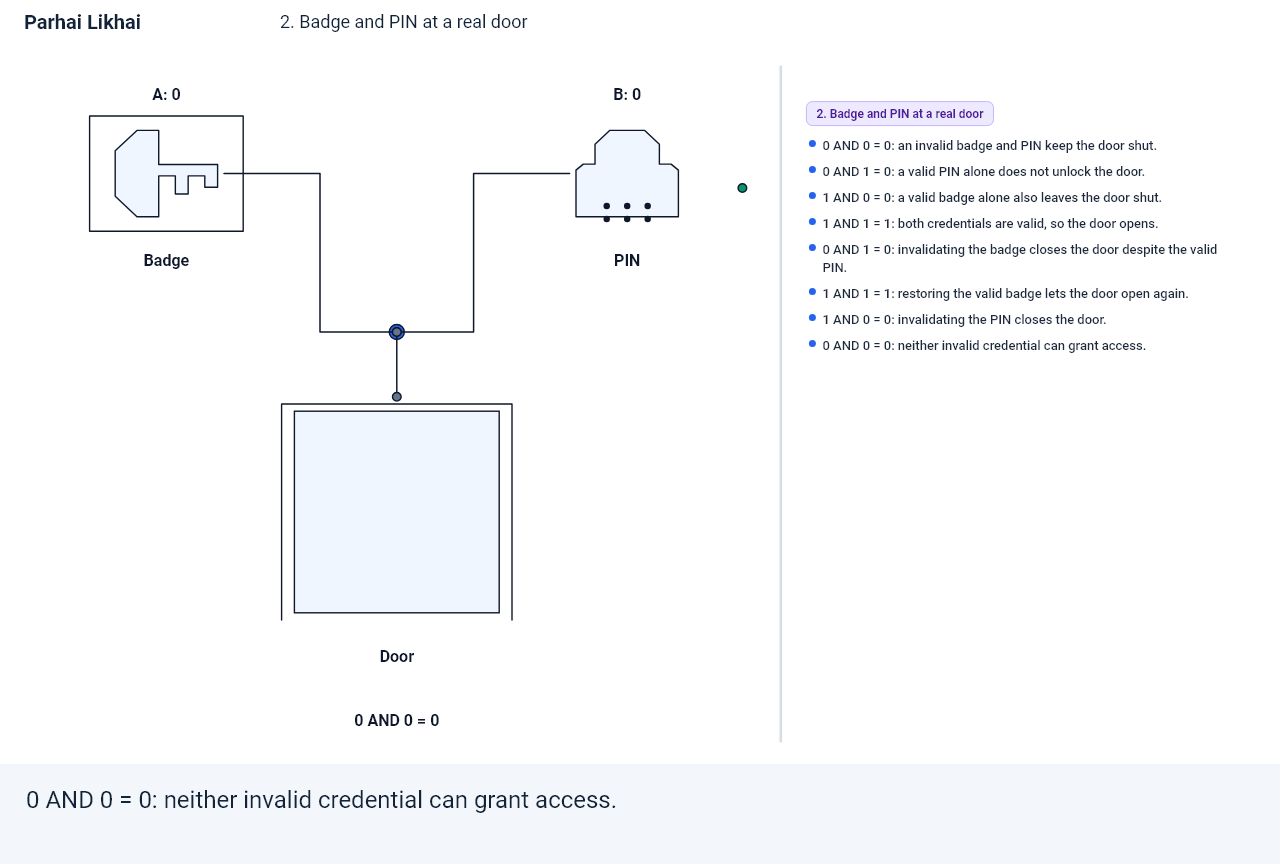 Parhai Likhai
2. Badge and PIN at a real door
A: 0
B: 0
Badge
PIN
Door
0 AND 0 = 0
2. Badge and PIN at a real door
0 AND 0 = 0: an invalid badge and PIN keep the door shut.
0 AND 1 = 0: a valid PIN alone does not unlock the door.
1 AND 0 = 0: a valid badge alone also leaves the door shut.
1 AND 1 = 1: both credentials are valid, so the door opens.
0 AND 1 = 0: invalidating the badge closes the door despite the valid
PIN.
1 AND 1 = 1: restoring the valid badge lets the door open again.
1 AND 0 = 0: invalidating the PIN closes the door.
0 AND 0 = 0: neither invalid credential can grant access.
0 AND 0 = 0: neither invalid credential can grant access.